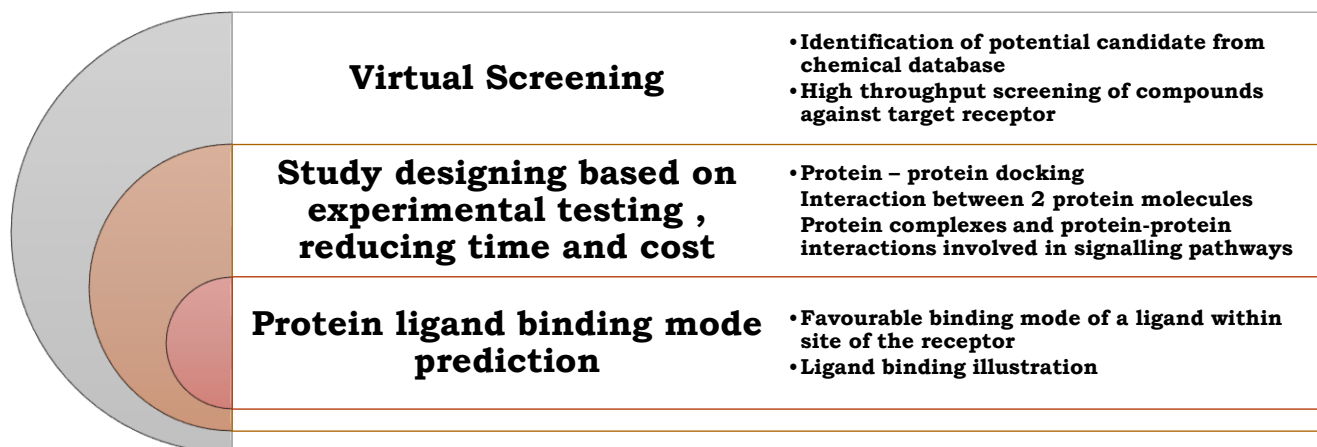 Virtual Screening
•Identification of potential candidate from
chemical database
•High throughput screening of compounds
against target receptor
Study designing based on
experimental testing ,
reducing time and cost
•Protein – protein docking
Interaction between 2 protein molecules
Protein complexes and protein-protein
interactions involved in signalling pathways
Protein ligand binding mode
prediction
•Favourable binding mode of a ligand within
site of the receptor
•Ligand binding illustration